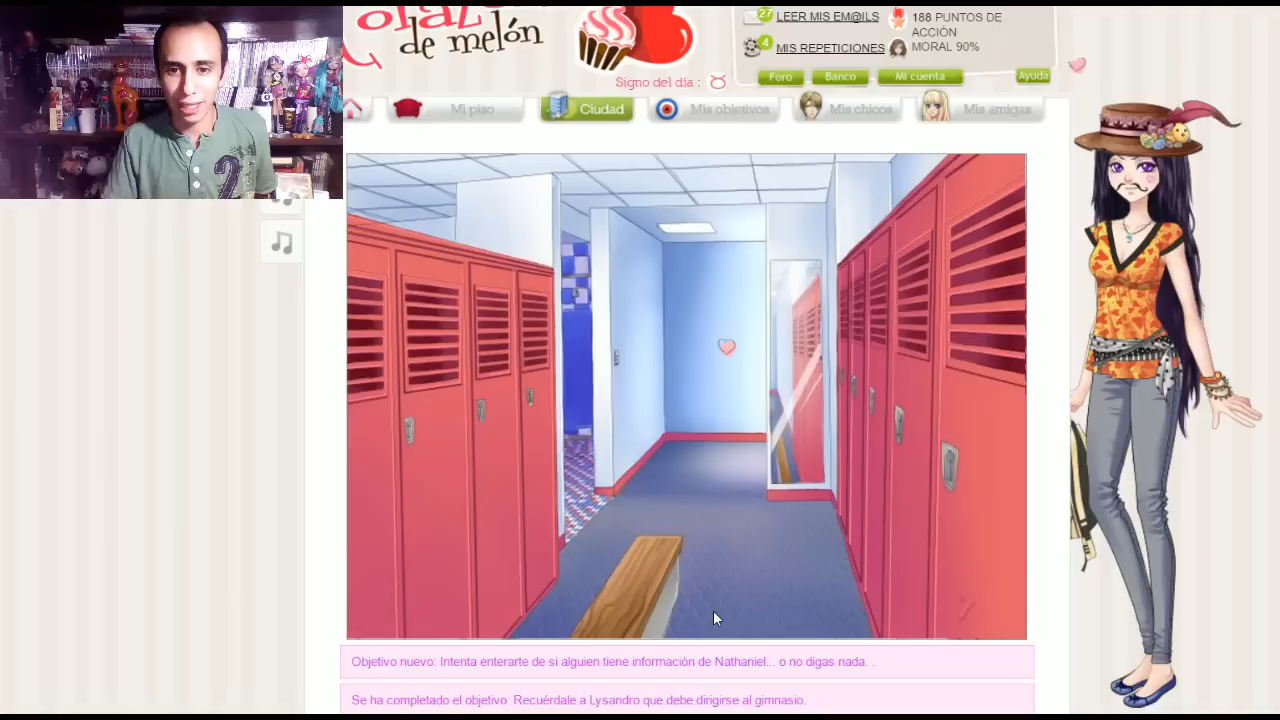 de melón
27
LEER MIS EM@ILS
188 PUNTOS DE
ACCIÓN
4
MIS REPETICIONES
MORAL 90%
Signo del día :
Foro
Banco
Mi cuenta
Ayuda
Mi piso
Ciudad
Mis objetivos
Mis chicos
Mis amigas
2
Objetivo nuevo: Intenta enterarte de si alguien tiene información de Nathaniel... o no digas nada. .
Se ha completado el objetivo Recuérdale a Lysandro que debe dirigirse al gimnasio.